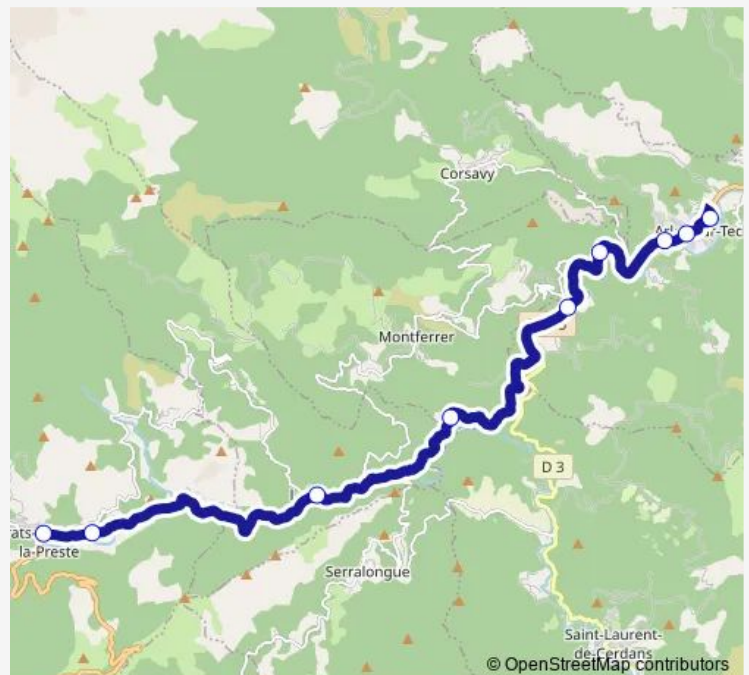 Corsavy
Montferrer
D 3
la-Preste
Serralongue
Saint-Laurent-
de-Cerdans
© OpenStreetMap contributors